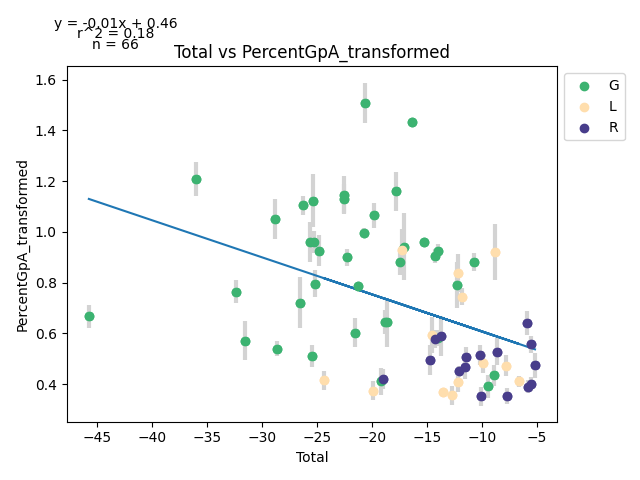 y = -0.01x + 0.46
r^2 = 0.18
n = 66
Total vs PercentGpA_transformed
G
L
R
PercentGpA_transformed
1.6
1.4
1.2
1.0
0.8
0.6
0.4
−45 −40 −35 −30 −25 −20 −15 −10 −5
Total